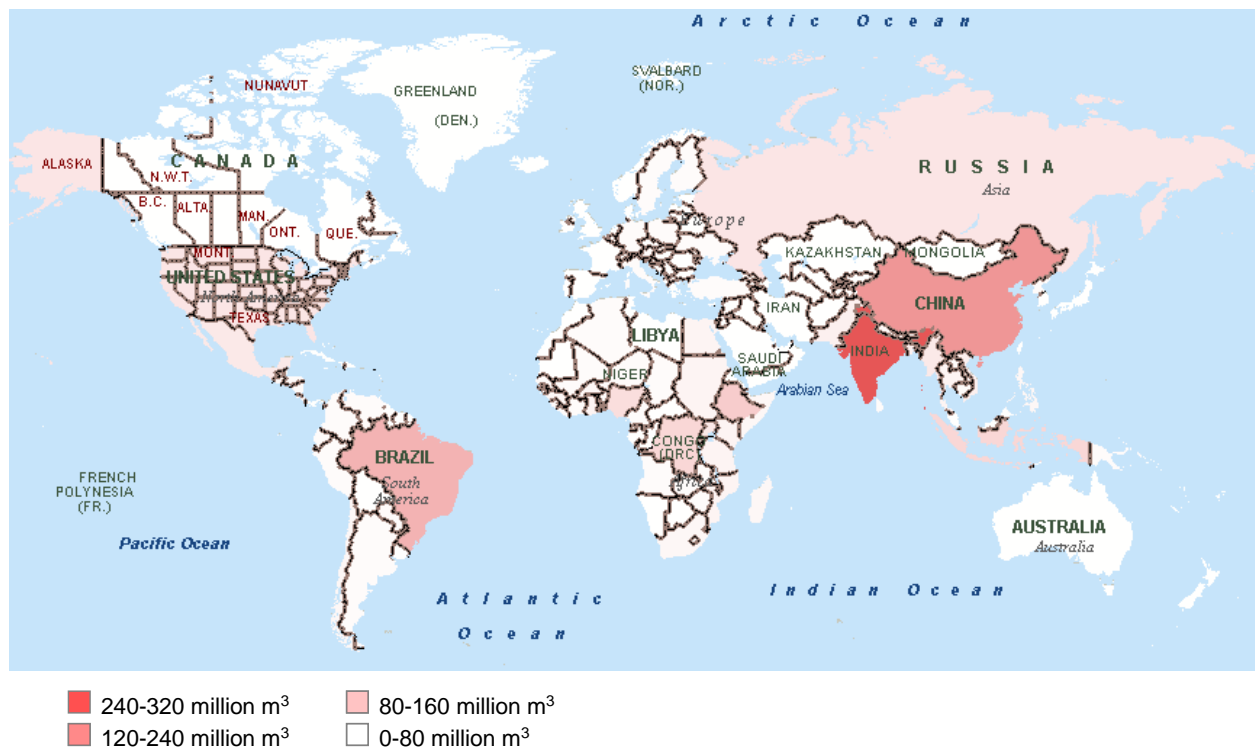 Arctic Ocean
SVALBARD
(NOR.)
NUNAVUT
GREENLAND
(DEN.)
ALASKA
CANADA
RUSSIA
Asia
N.W.T.
B.C.
ALTA
MAN
ONT.
QUE.
Europe
MONT
KAZAKHSTAN
MONGOLIA
UNITED STATES
North America
TEXAS
IRAN
CHINA
LIBYA
INDIA
NIGER
SAUDI
ARABIA
Arabian Sea
CONGO
(DRC)
Africa
BRAZIL
South
America
FRENCH
POLYNESIA
(FR.)
AUSTRALIA
Australia
Pacific Ocean
Atlantic
Ocean
Indian Ocean
240-320 million m³
80-160 million m³
120-240 million m³
0-80 million m³